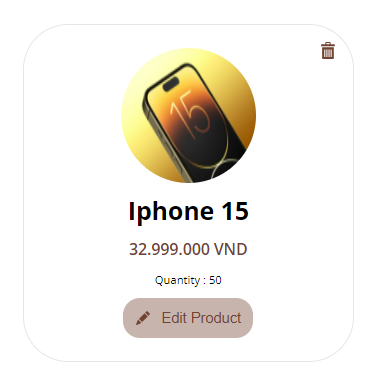 15
Iphone 15
32.999.000 VND
Quantity : 50
Edit Product